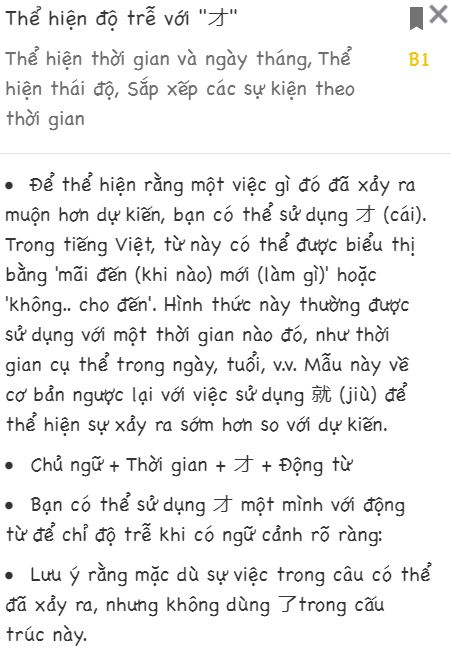 Thể hiện độ trễ với "才"
Thể hiện thời gian và ngày tháng, Thể
B1
hiện thái độ, Sắp xếp các sự kiện theo
thời gian
• Để thể hiện rằng một việc gì đó đã xảy ra
muộn hơn dự kiến, bạn có thể sử dụng 才 (cái).
Trong tiếng Việt, từ này có thể được biểu thị
bằng 'mãi đến (khi nào) mới (làm gì)' hoặc
'không.. cho đến'. Hình thức này thường được
sử dụng với một thời gian nào đó, như thời
gian cụ thể trong ngày, tuổi, v.v. Mẫu này về
cơ bản ngược lại với việc sử dụng 就 (jiù) để
thể hiện sự xảy ra sớm hơn so với dự kiến.
• Chủ ngữ + Thời gian + 才 + Động từ
• Bạn có thể sử dụng 才 một mình với động
từ để chỉ độ trễ khi có ngữ cảnh rõ ràng:
• Lưu ý rằng mặc dù sự việc trong câu có thể
đã xảy ra, nhưng không dùng 了trong cấu
trúc này.